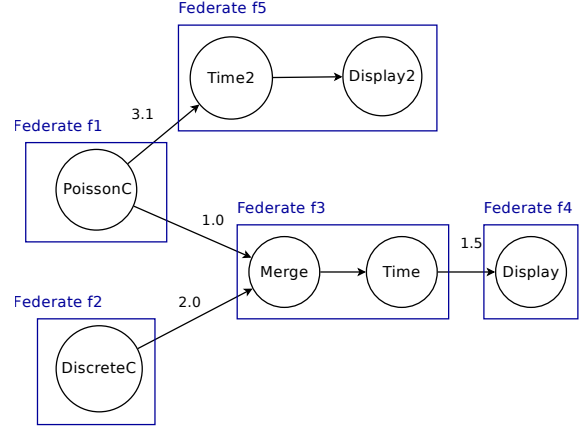 Federate f5
Time2
Display2
3.1
Federate f1
PoissonC
1.0
Federate f3
Merge
Time
1.5
Federate f4
Display
2.0
Federate f2
DiscreteC